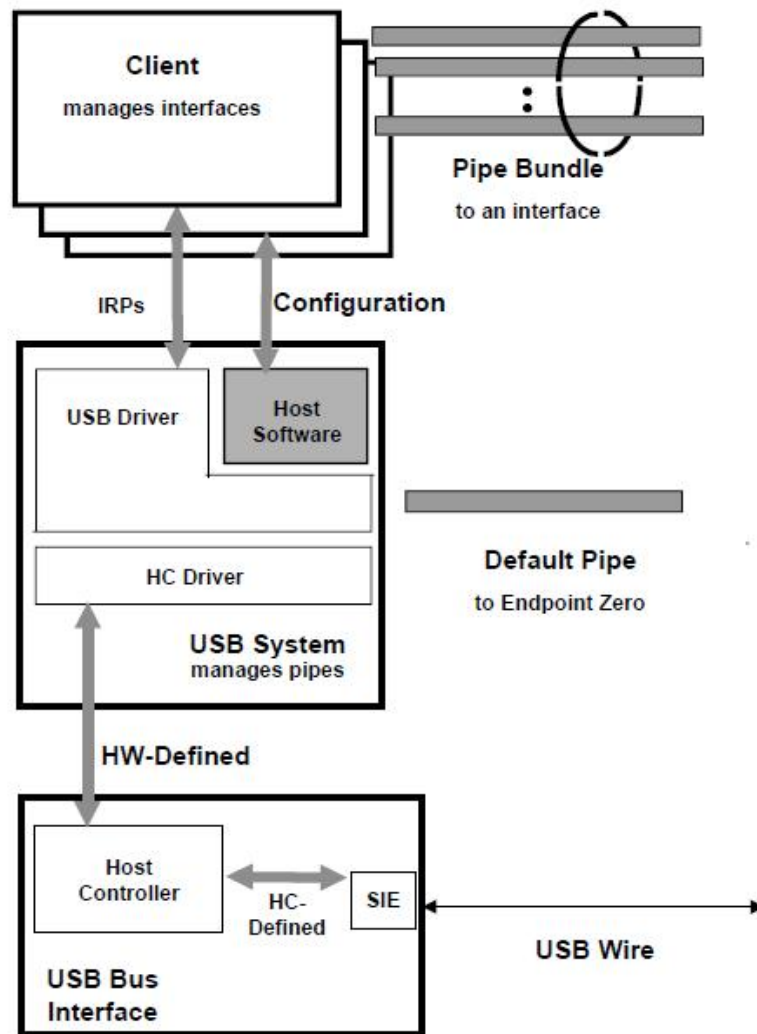 Client
manages interfaces
Pipe Bundle
to an interface
IRPs
Configuration
USB Driver
Host
Software
HC Driver
USB System
manages pipes
Default Pipe
to Endpoint Zero
HW-Defined
Host
Controller
HC-
Defined
SIE
USB Wire
USB Bus
Interface